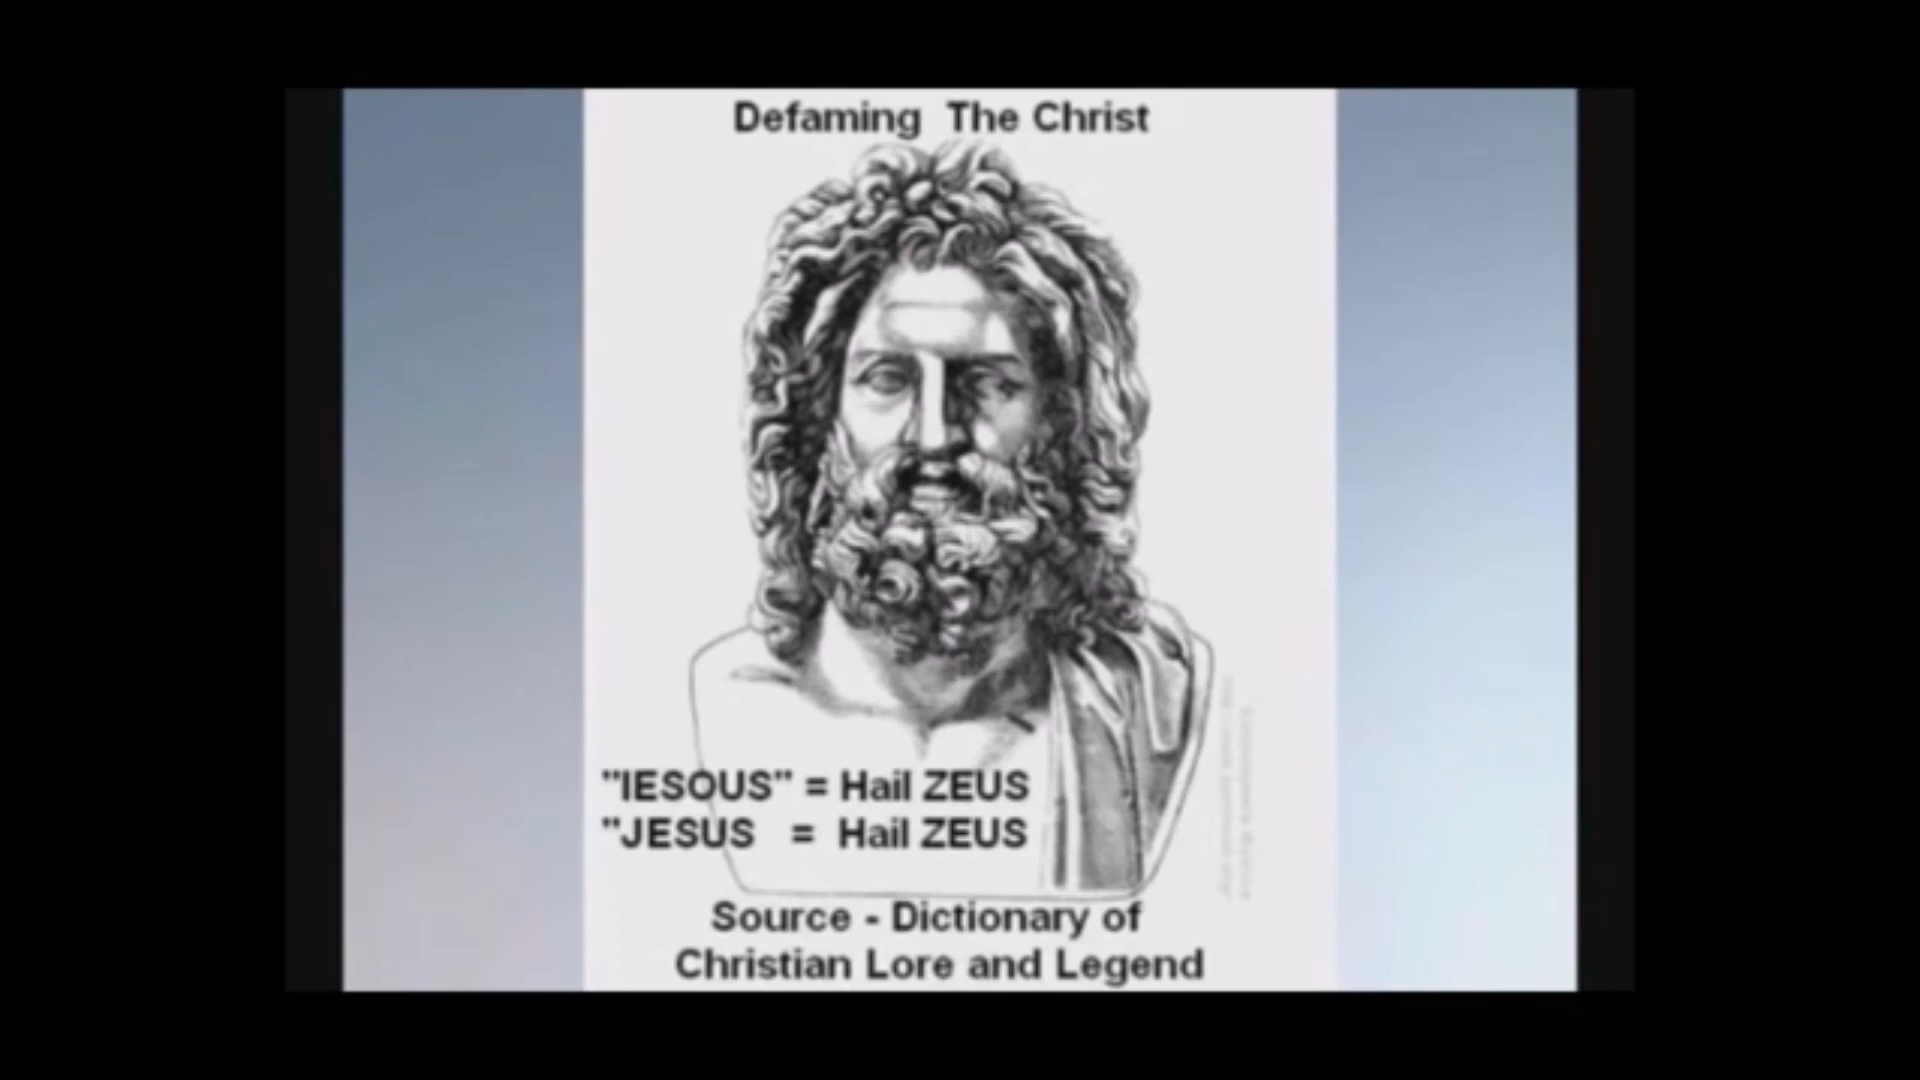 Defaming The Christ
"IESOUS" = Hail ZEUS
"JESUS = Hail ZEUS
Source - Dictionary of
Christian Lore and Legend